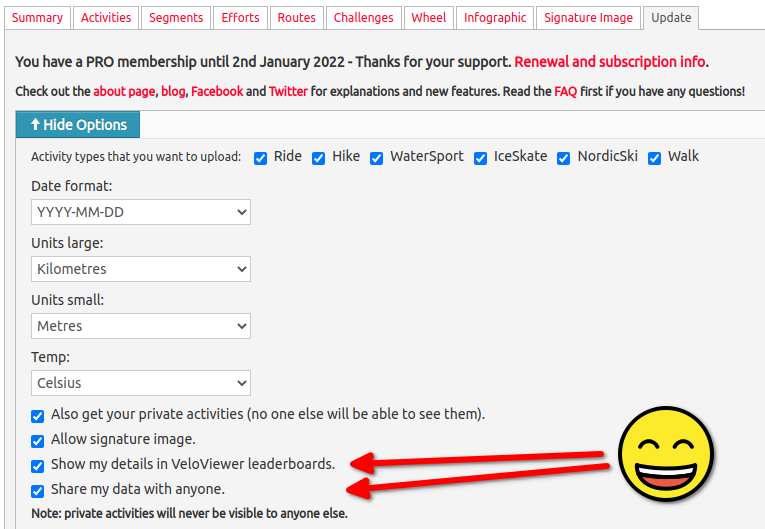 Summary Activities Segments Efforts Routes Challenges Wheel Infographic Signature Image Update
You have a PRO membership until 2nd January 2022 - Thanks for your support. Renewal and subscription info.
Check out the about page, blog, Facebook and Twitter for explanations and new features. Read the FAQ first if you have any questions!
Hide Options
Activity types that you want to upload: Ride Hike WaterSport IceSkate NordicSki Walk
Date format:
YYYY-MM-DD
Units large:
Kilometres
Units small:
Metres
Temp:
Celsius
Also get your private activities (no one else will be able to see them).
Allow signature image.
Show my details in VeloViewer leaderboards.
Share my data with anyone.
Note: private activities will never be visible to anyone else.